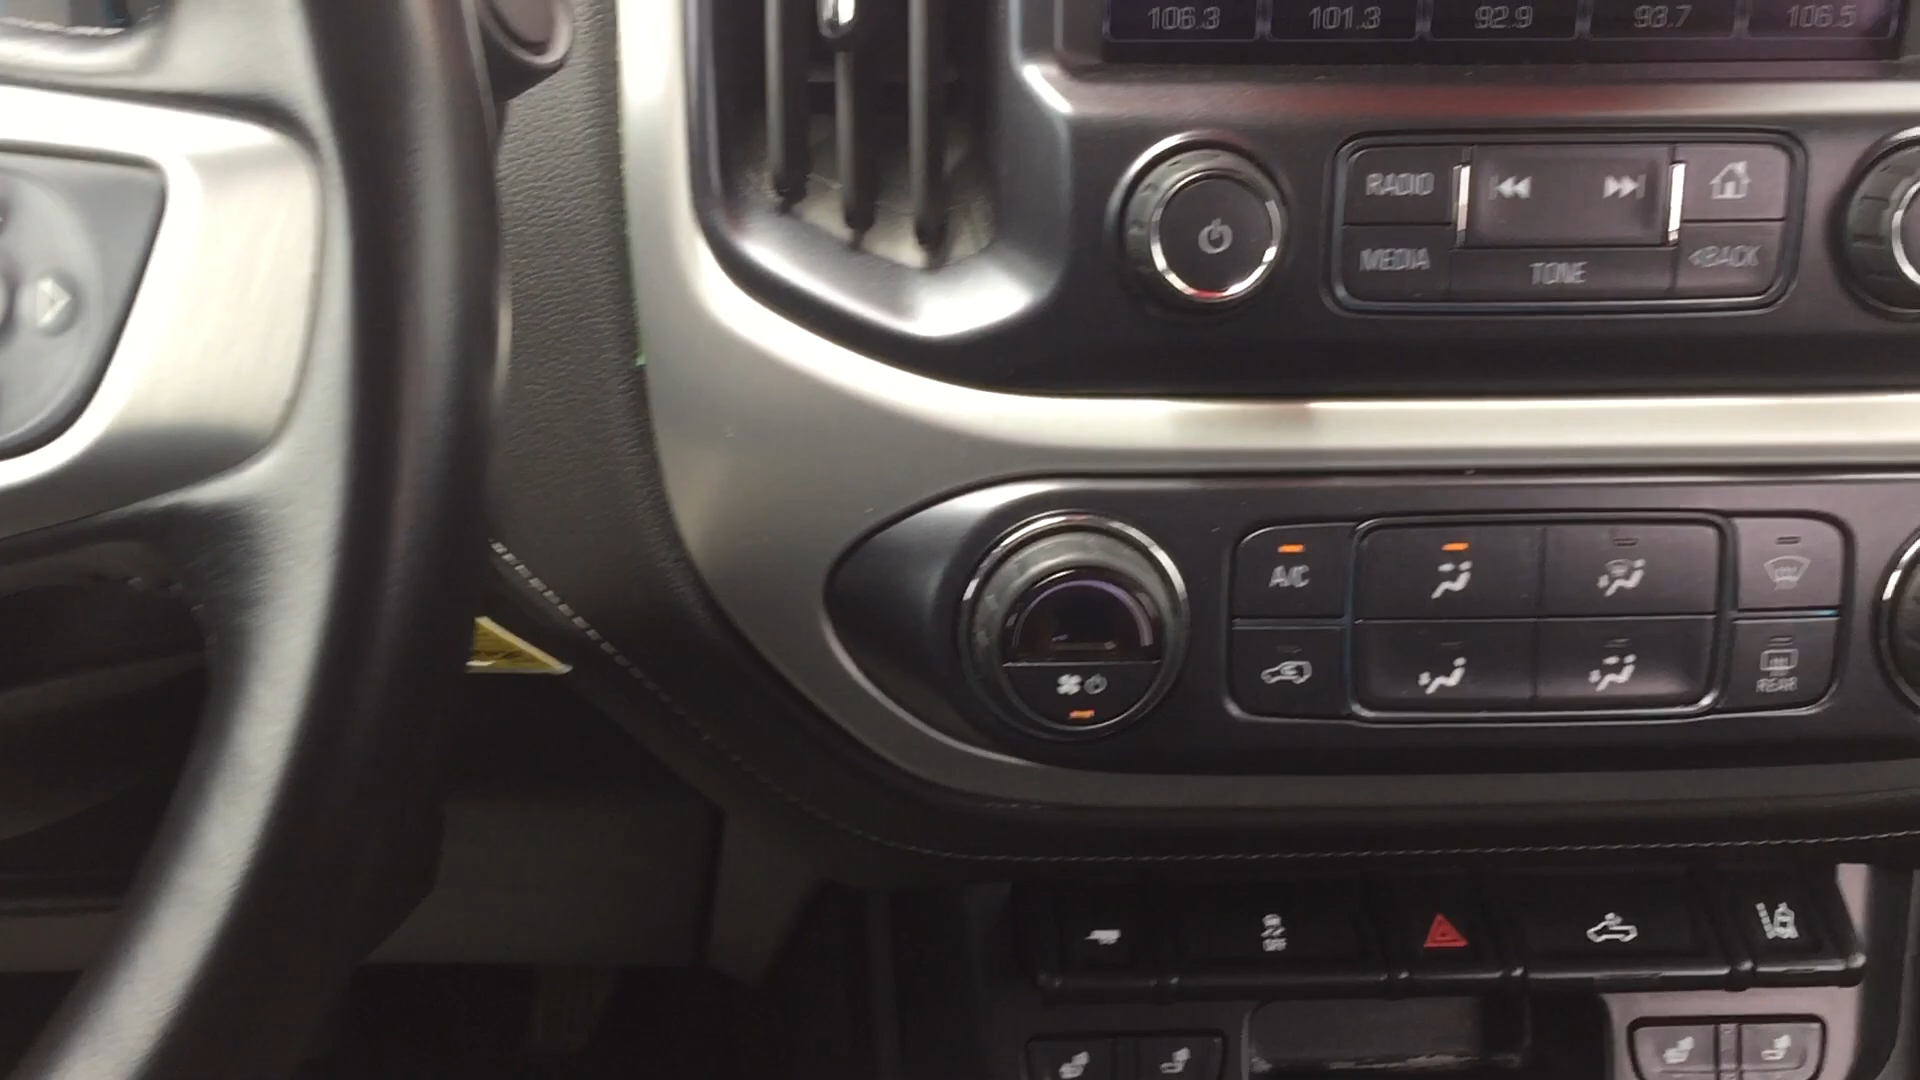 106.3 101.3 92.9 93.7 106.5
RADIO
MEDIA TONE <BACK
A/C
REAR
OFF